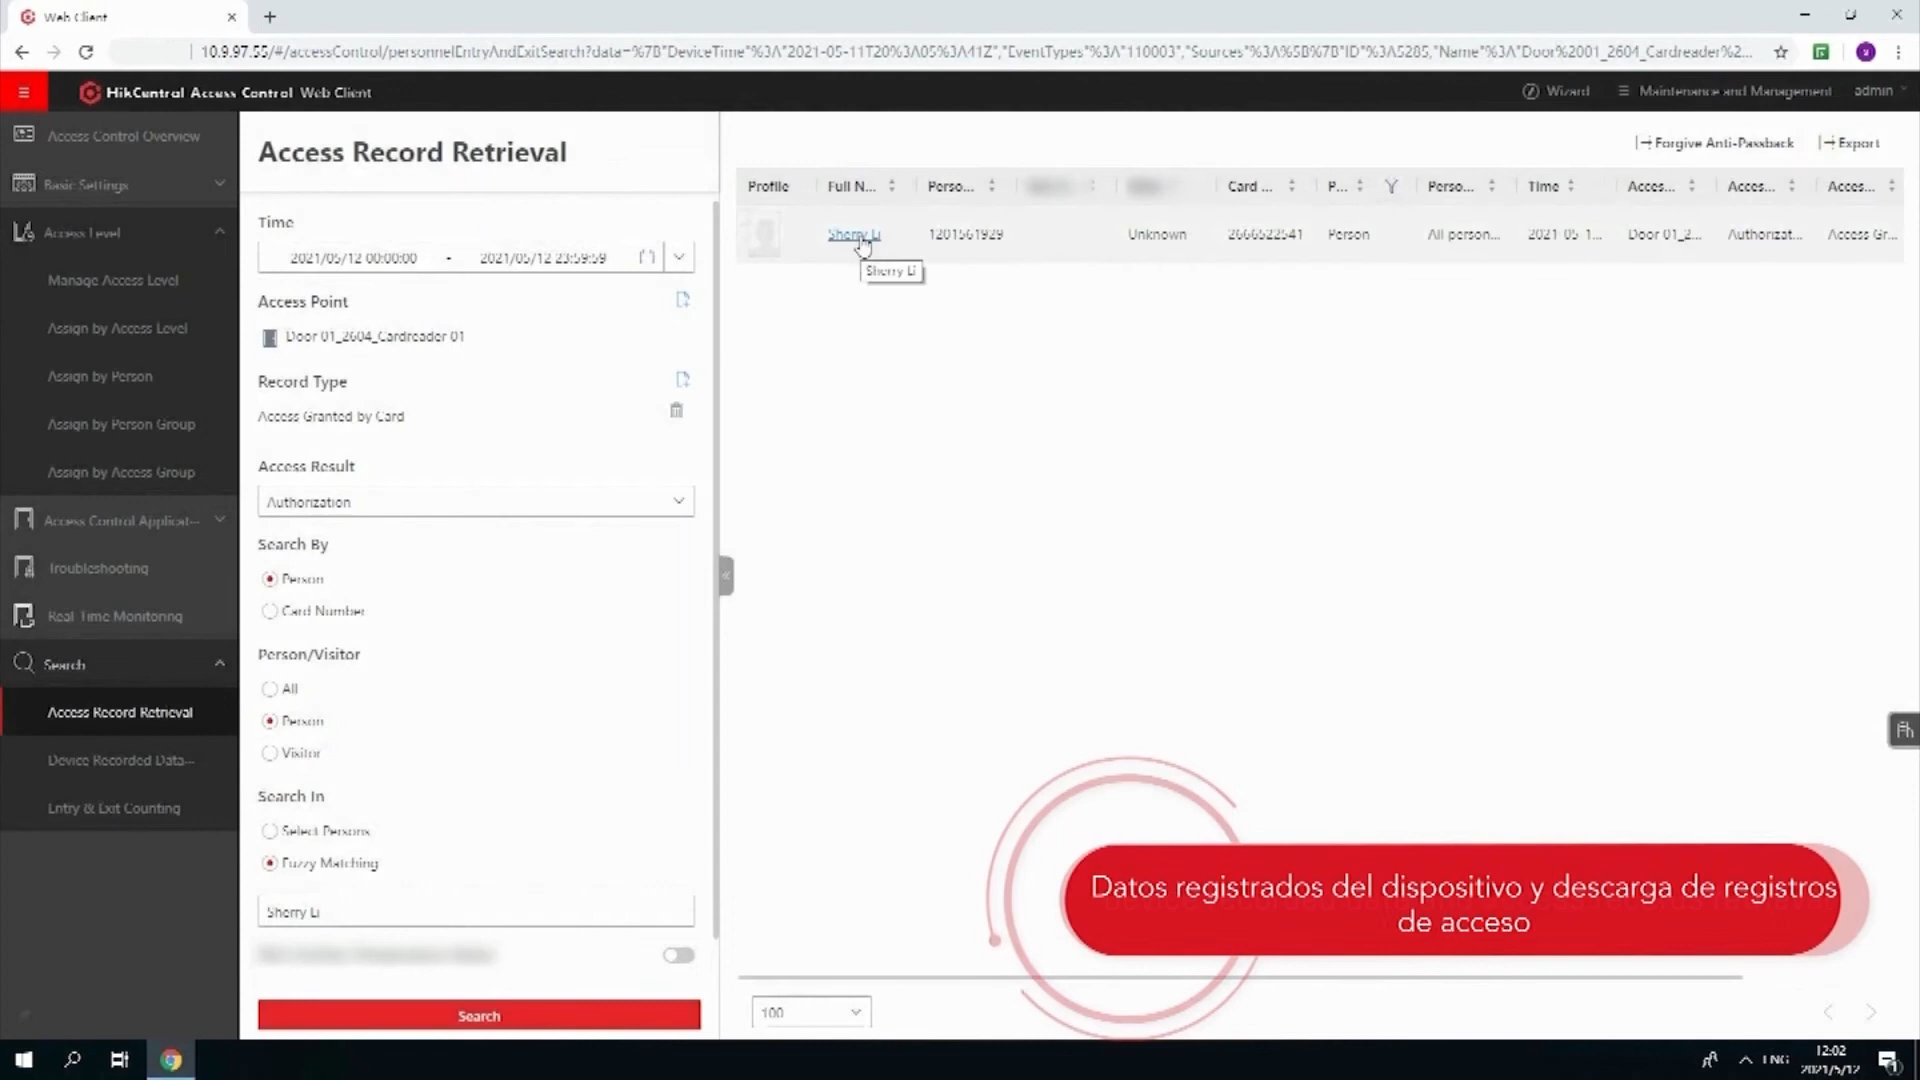 Web Client
10.9.97.55/#/accessControl/personnelEntryAndExitSearch?data=%7B"DeviceTime"%3A"2021-05-11T20%3A05%3A41Z","EventTypes"%3A"110003","Sources"%3A%5B%7B"ID"%3A5285,"Name"%3A"Door%2001_2604_Cardreader%2...
HikCentral Access Control Web Client
Wizard
Maintenance and Management
admin
Access Control Overview
Basic Settings
Access Level
Manage Access Level
Assign by Access Level
Assign by Person
Assign by Person Group
Assign by Access Group
Access Control Applicat...
Troubleshooting
Real-Time Monitoring
Search
Access Record Retrieval
Device Recorded Data...
Entry & Exit Counting
Access Record Retrieval
Time
2021/05/12 00:00:00 - 2021/05/12 23:59:59
Access Point
Door 01_2604_Cardreader 01
Record Type
Access Granted by Card
Access Result
Authorization
Search By
Person
Card Number
Person/Visitor
All
Person
Visitor
Search In
Select Persons
Fuzzy Matching
Sherry Li
Search
Forgive Anti-Passback
Export
Profile Full N... Perso... Card ... P... Perso... Time Acces... Acces... Acces...
Sherry Li 1201561929 Unknown 2666522541 Person All person... 2021-05-1... Door 01_2... Authorizat... Access Gr...
Sherry Li
Datos registrados del dispositivo y descarga de registros
de acceso
100
ENG
12:02
2021/5/12